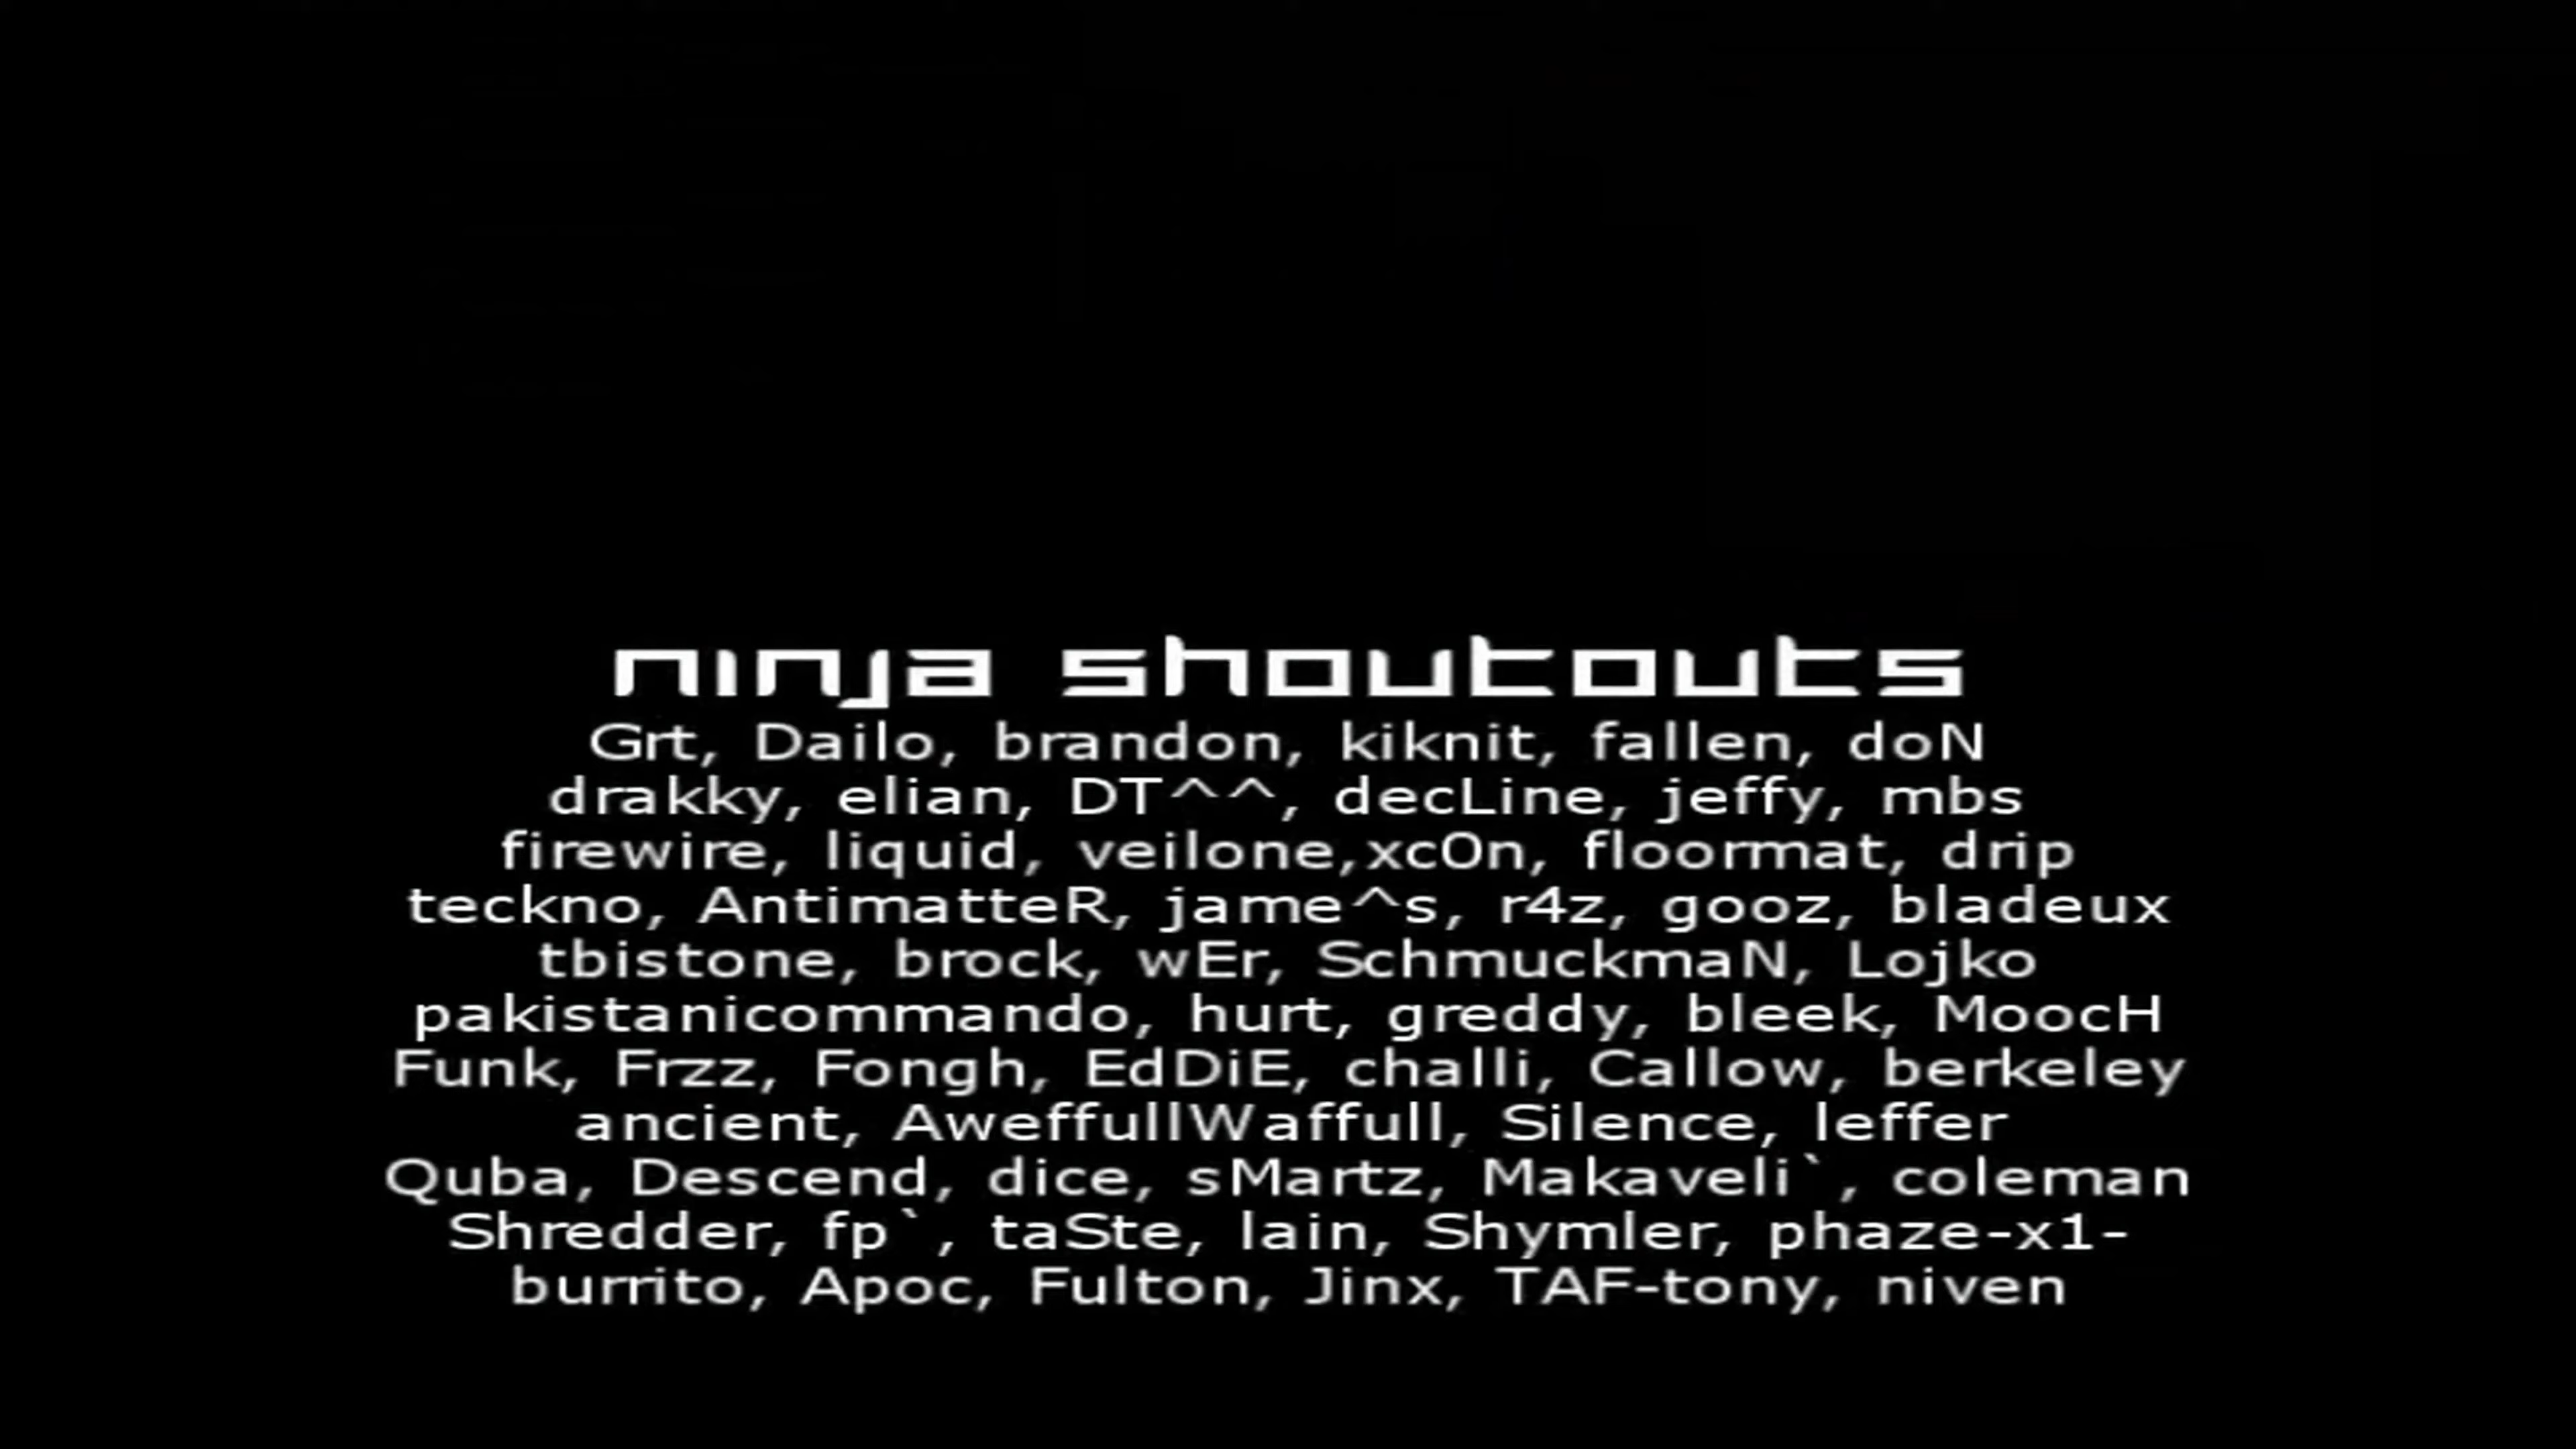 ninja shoutouts
Grt, Dailo, brandon, kiknit, fallen, doN
drakky, elian, DT^^, decLine, jeffy, mbs
firewire, liquid, veilone,xc0n, floormat, drip
teckno, AntimatteR, jame^s, r4z, gooz, bladeux
tbistone, brock, wEr, SchmuckmaN, Lojko
pakistanicommando, hurt, greddy, bleek, MoocH
Funk, Frzz, Fongh, EdDiE, challi, Callow, berkeley
ancient, AweffullWaffull, Silence, leffer
Quba, Descend, dice, sMartz, Makaveli`, coleman
Shredder, fp`, taSte, lain, Shymler, phaze-x1-
burrito, Apoc, Fulton, Jinx, TAF-tony, niven